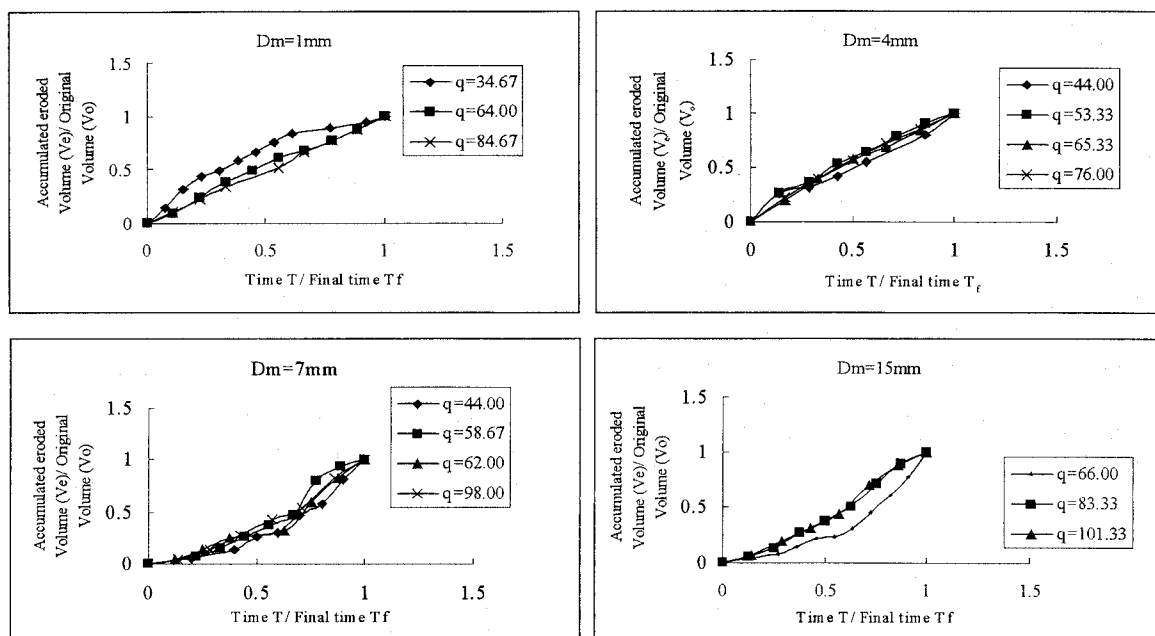 Dm=1mm
Accumulated eroded
Volume (Ve)/ Original
Volume (Vo)
1.5
1
0.5
0
0
0.5
1
1.5
Time T/ Final time Tf
q=34.67
q=64.00
q=84.67
Dm=4mm
Accumulated eroded
Volume (Vₑ)/ Original
Volume (Vₒ)
1.5
1
0.5
0
0
0.5
1
1.5
Time T/ Final time T_f
q=44.00
q=53.33
q=65.33
q=76.00
Dm=7mm
Accumulated eroded
Volume (Ve)/ Original
Volume (Vo)
1.5
1
0.5
0
0
0.5
1
1.5
Time T/ Final time Tf
q=44.00
q=58.67
q=62.00
q=98.00
Dm=15mm
Accumulated eroded
Volume (Ve)/ Original
Volume (Vo)
1.5
1
0.5
0
0
0.5
1
1.5
Time T/ Final time Tf
q=66.00
q=83.33
q=101.33